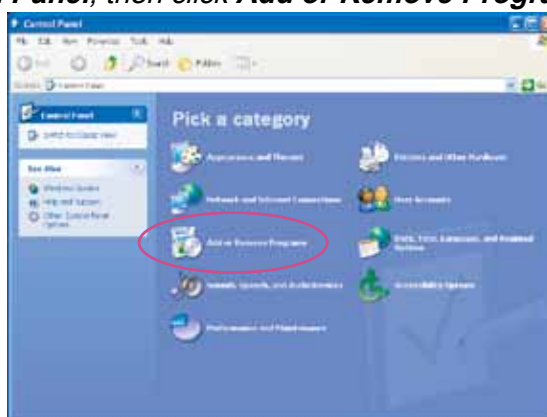 Panel, then click Add or Remove Progr
Control Panel
Control Panel
Switch to Classic View
Pick a category
Appearance and Themes
Printers and Other Hardware
See Also
Network and Internet Connections
User Accounts
Windows Update
Help and Support
Other Control Panel
Options
Add or Remove Programs
Date, Time, Language, and Regional
Options
Sounds, Speech, and Audio Devices
Accessibility Options
Performance and Maintenance